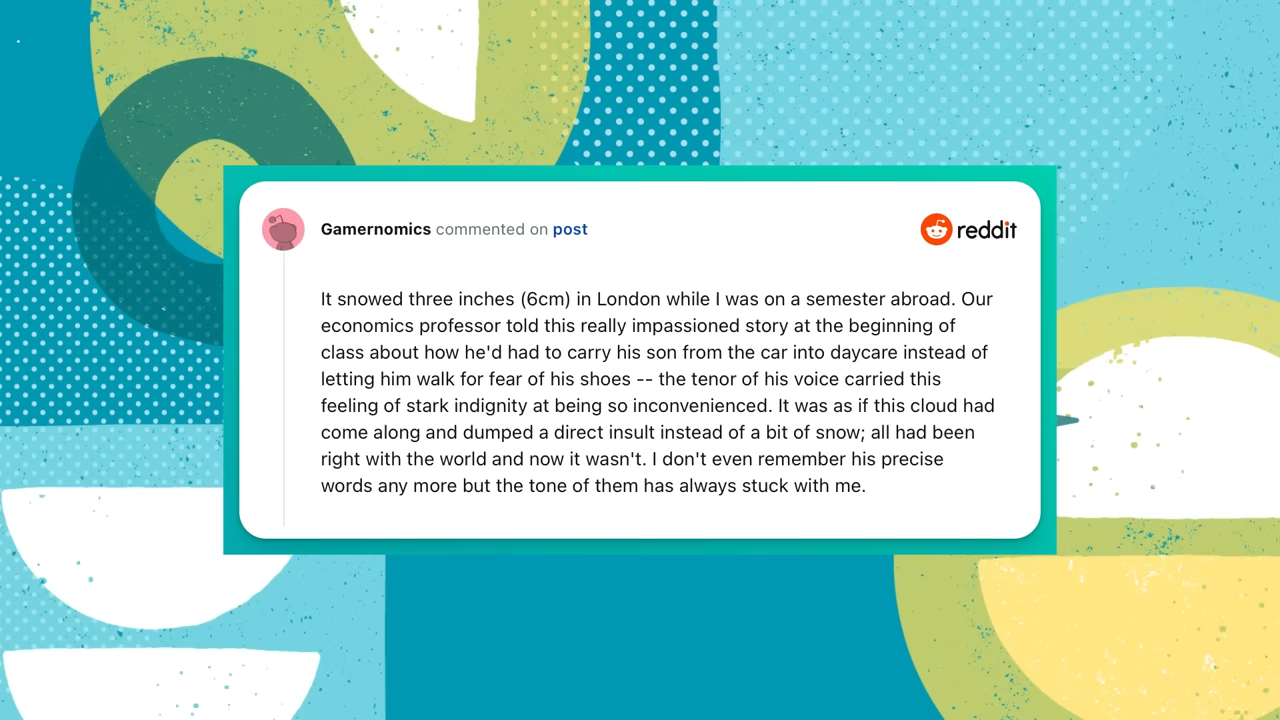 Gamernomics commented on post
reddit
It snowed three inches (6cm) in London while I was on a semester abroad. Our
economics professor told this really impassioned story at the beginning of
class about how he'd had to carry his son from the car into daycare instead of
letting him walk for fear of his shoes -- the tenor of his voice carried this
feeling of stark indignity at being so inconvenienced. It was as if this cloud had
come along and dumped a direct insult instead of a bit of snow; all had been
right with the world and now it wasn't. I don't even remember his precise
words any more but the tone of them has always stuck with me.